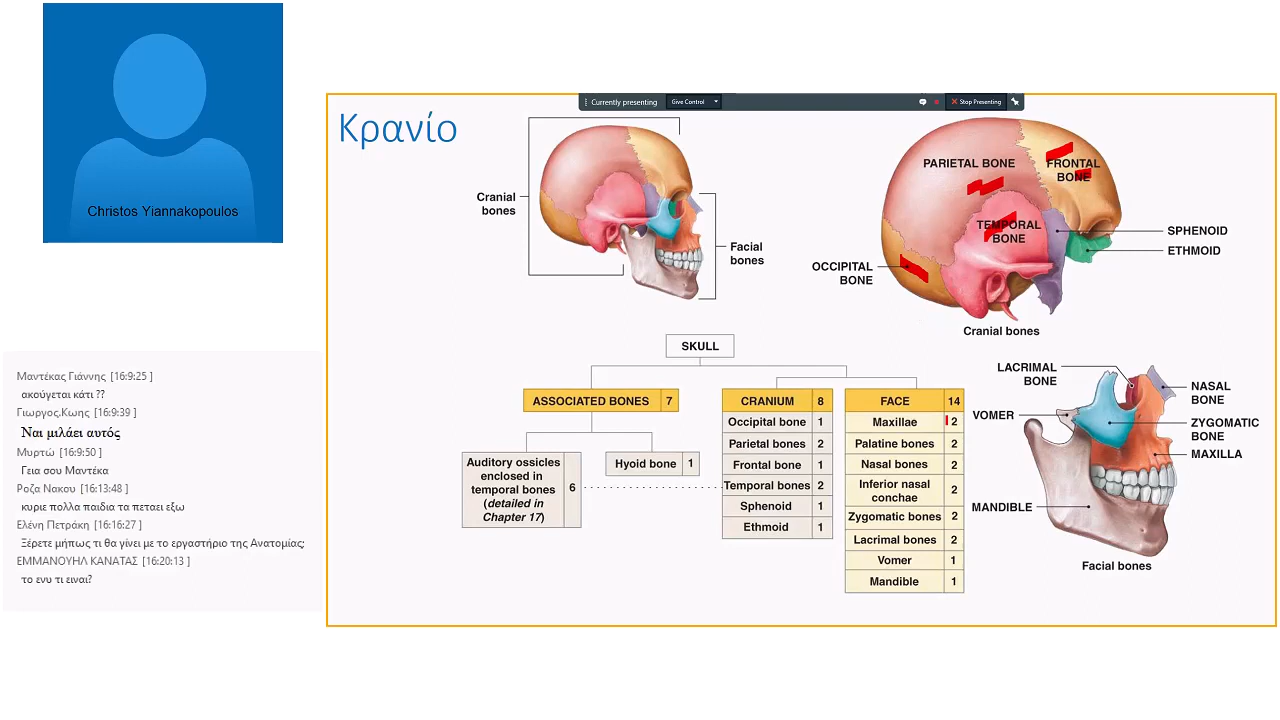 Christos Yiannakopoulos
Μαντέκας Γιάννης [16:9:25 ]
ακούγεται κάτι ??
Γιωργος.Κωης [16:9:39 ]
Ναι μιλάει αυτός
Μυρτώ [16:9:50 ]
Γεια σου Μαντέκα
Ροζα Νακου [16:13:48 ]
κυριε πολλα παιδια τα πεταει εξω
Ελένη Πετράκη [16:16:27 ]
Ξέρετε μήπως τι θα γίνει με το εργαστήριο της Ανατομίας;
ΕΜΜΑΝΟΥΗΛ ΚΑΝΑΤΑΣ [16:20:13 ]
το ενυ τι ειναι?
Currently presenting
Give Control
Stop Presenting
Κρανίο
Cranial
bones
Facial
bones
PARIETAL BONE
FRONTAL
BONE
TEMPORAL
BONE
OCCIPITAL
BONE
SPHENOID
ETHMOID
Cranial bones
SKULL
ASSOCIATED BONES 7
Auditory ossicles
enclosed in
temporal bones
(detailed in
Chapter 17)
6
Hyoid bone 1
CRANIUM 8
Occipital bone 1
Parietal bones 2
Frontal bone 1
Temporal bones 2
Sphenoid 1
Ethmoid 1
FACE 14
Maxillae 2
Palatine bones 2
Nasal bones 2
Inferior nasal
conchae
2
Zygomatic bones 2
Lacrimal bones 2
Vomer 1
Mandible 1
LACRIMAL
BONE
VOMER
MANDIBLE
NASAL
BONE
ZYGOMATIC
BONE
MAXILLA
Facial bones